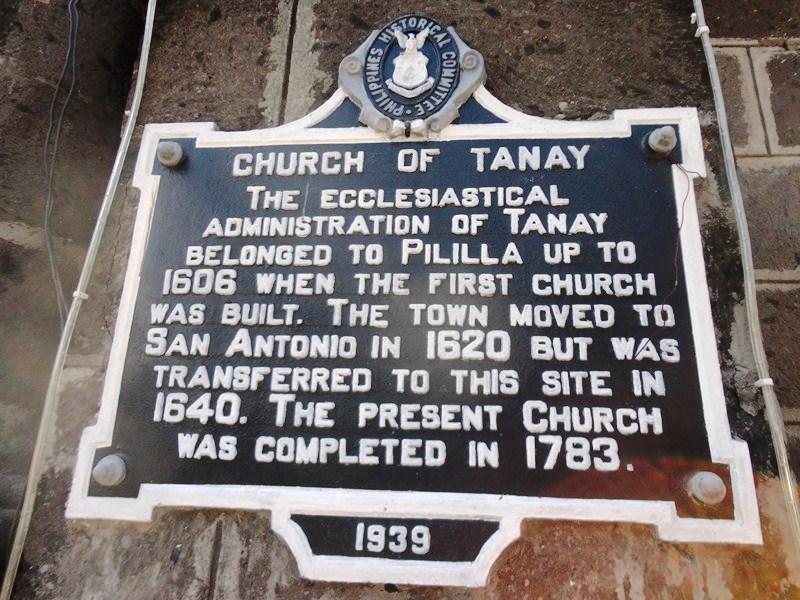 PHILIPPINES HISTORICAL COMMITTEE
CHURCH OF TANAY
THE ECCLESIASTICAL
ADMINISTRATION OF TANAY
BELONGED TO PILILLA UP TO
1606 WHEN THE FIRST CHURCH
WAS BUILT. THE TOWN MOVED TO
SAN ANTONIO IN 1620 BUT WAS
TRANSFERRED TO THIS SITE IN
1640. THE PRESENT CHURCH
WAS COMPLETED IN 1783.
1939